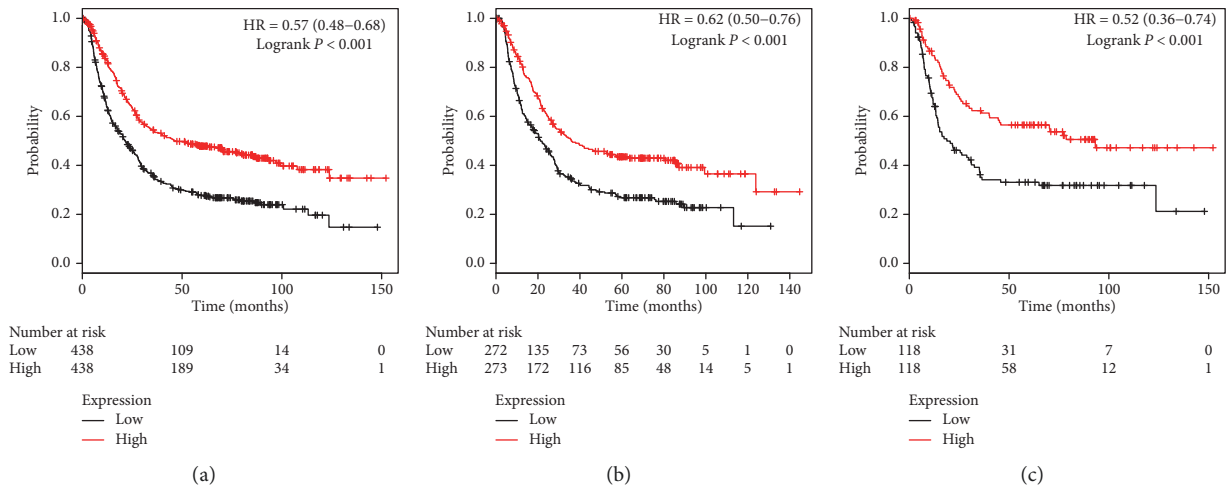 HR = 0.57 (0.48–0.68)
Logrank P < 0.001
Probability
1.0
0.8
0.6
0.4
0.2
0.0
0 50 100 150
Time (months)
Number at risk
Low 438 109 14 0
High 438 189 34 1
Expression
Low
High
(a)
HR = 0.62 (0.50–0.76)
Logrank P < 0.001
Probability
1.0
0.8
0.6
0.4
0.2
0.0
0 20 40 60 80 100 120 140
Time (months)
Number at risk
Low 272 135 73 56 30 5 1 0
High 273 172 116 85 48 14 5 1
Expression
Low
High
(b)
HR = 0.52 (0.36–0.74)
Logrank P < 0.001
Probability
1.0
0.8
0.6
0.4
0.2
0.0
0 50 100 150
Time (months)
Number at risk
Low 118 31 7 0
High 118 58 12 1
Expression
Low
High
(c)